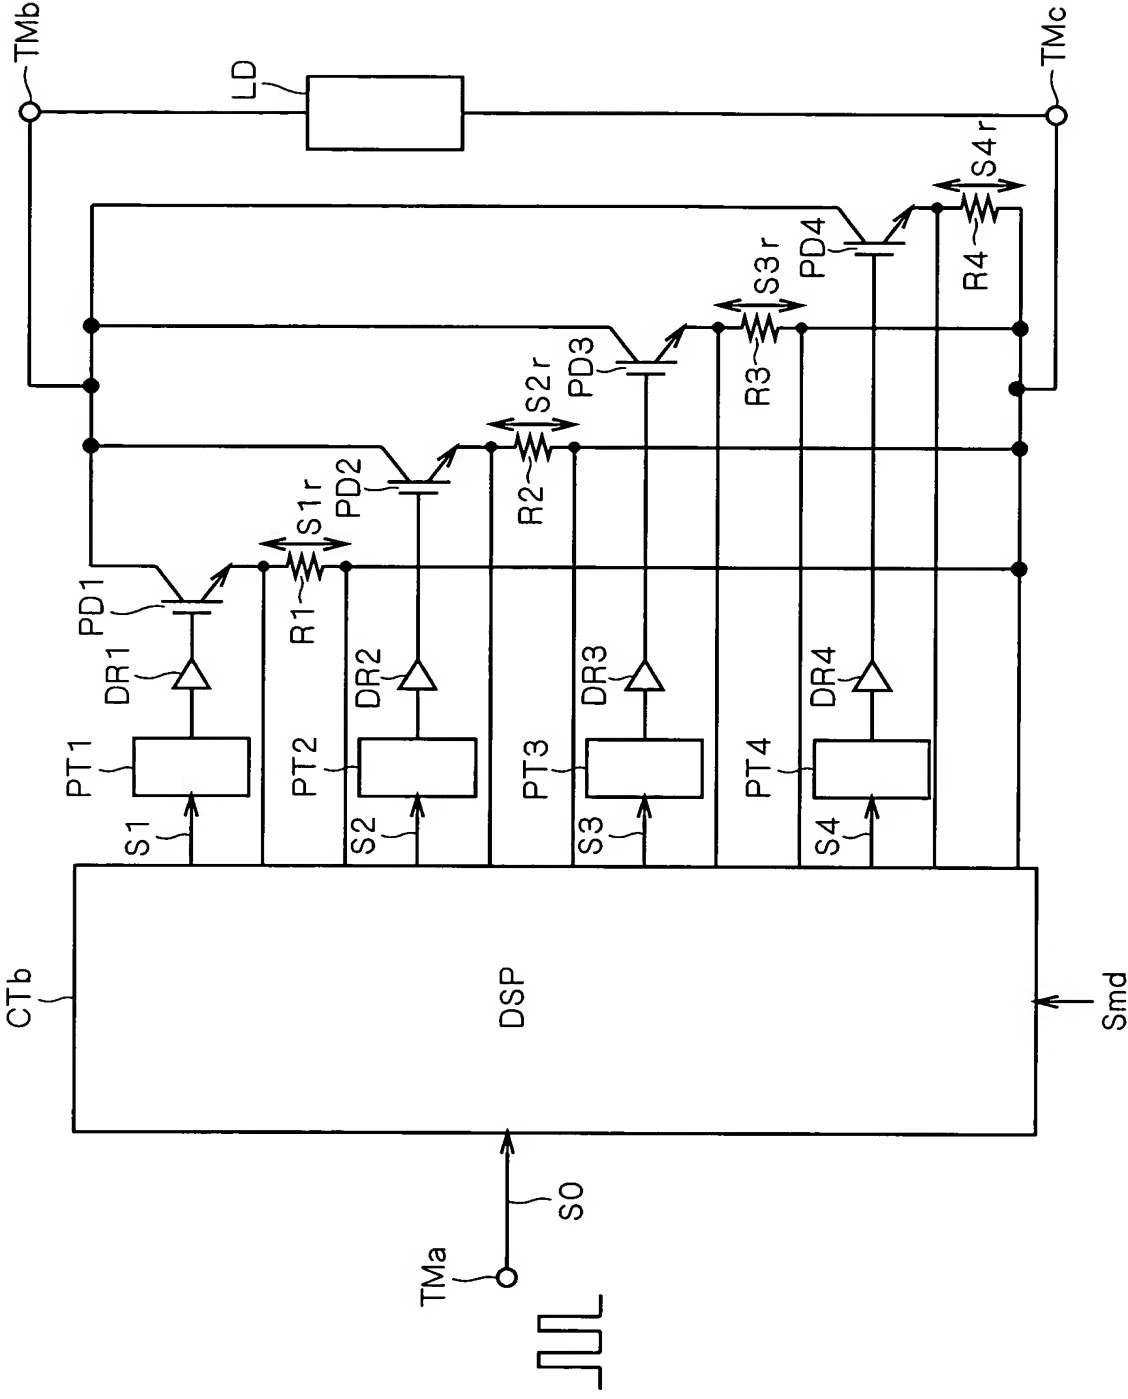 TMb
LD
TMc
PD1
DR1
PT1
S1
R1
S1r
PD2
DR2
PT2
S2
R2
S2r
PD3
DR3
PT3
S3
R3
S3r
PD4
DR4
PT4
S4
R4
S4r
CTb
DSP
Smd
S0
TMa